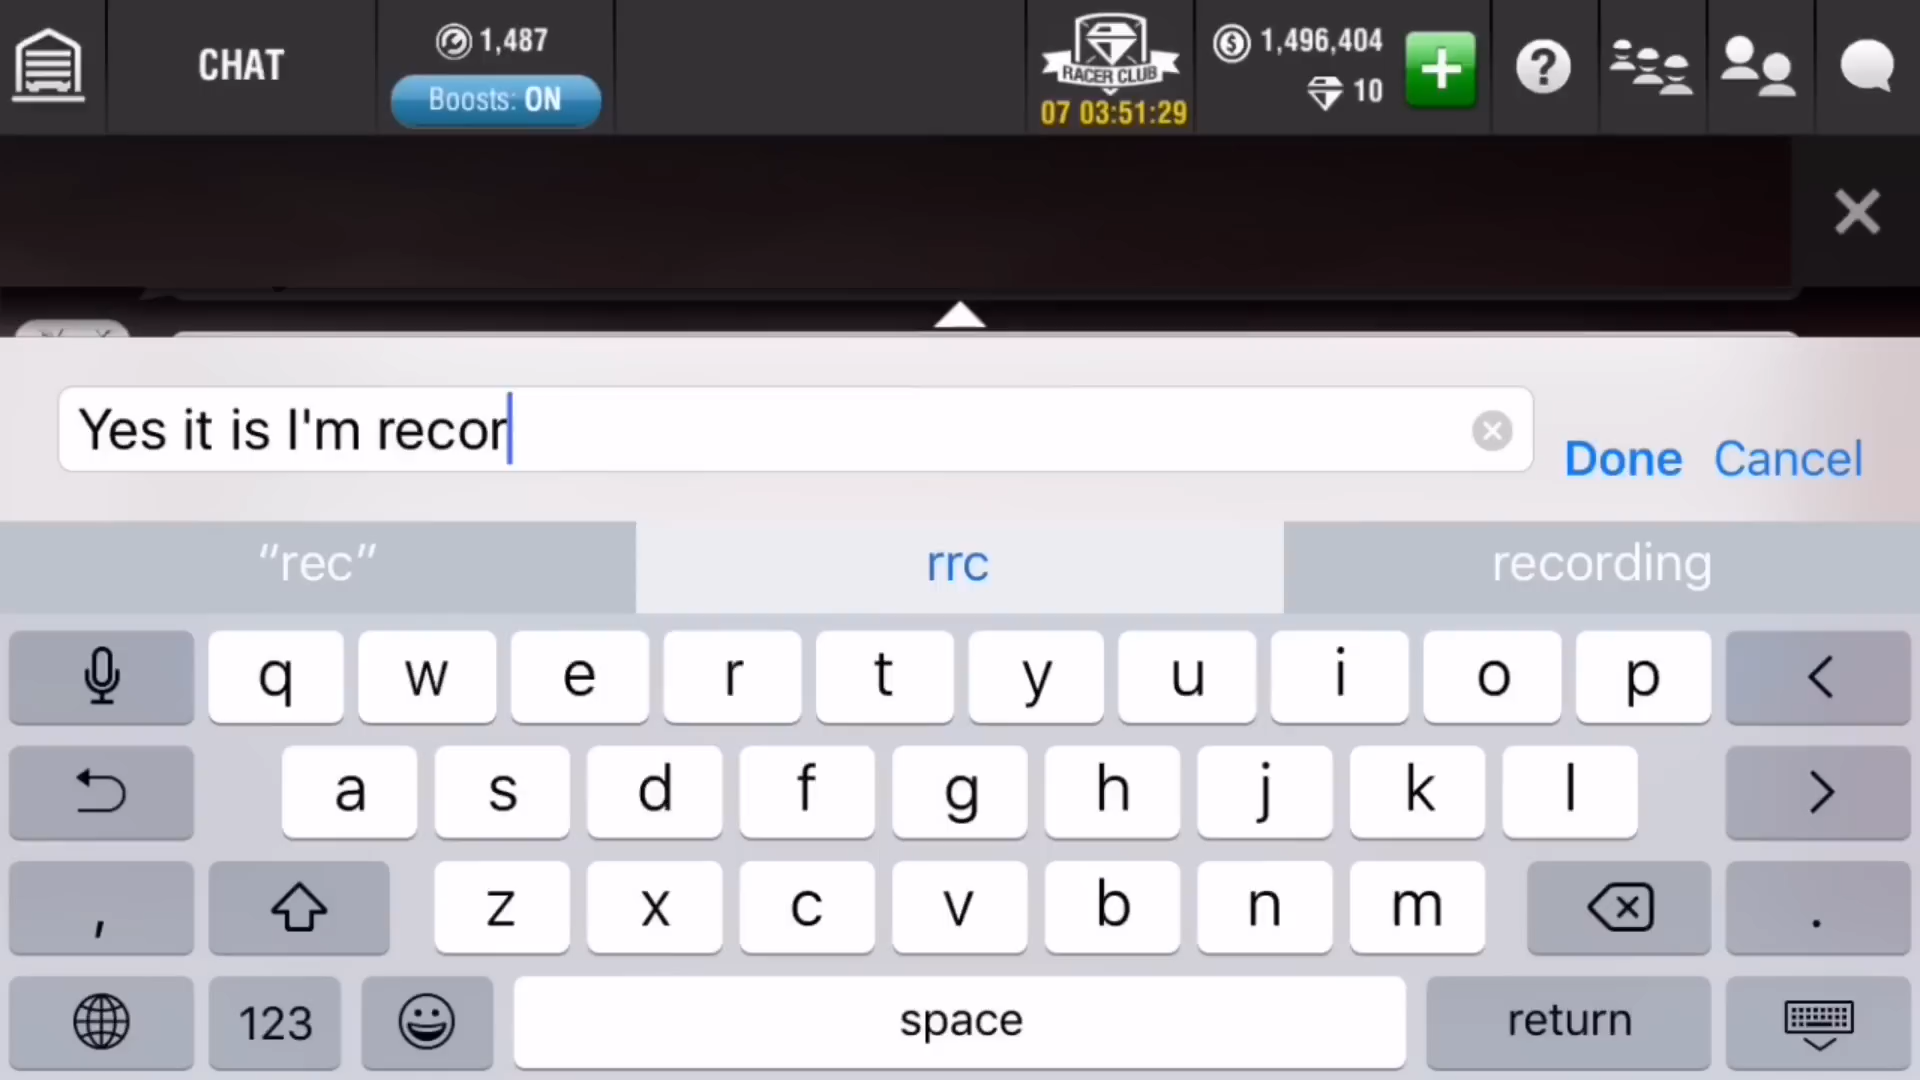 CHAT
1,487
Boosts: ON
RACER CLUB
07 03:51:29
1,496,404
10
Yes it is I'm recor
Done Cancel
“rec” rrc recording
q w e r t y u i o p
a s d f g h j k l
, z x c v b n m .
123 space return